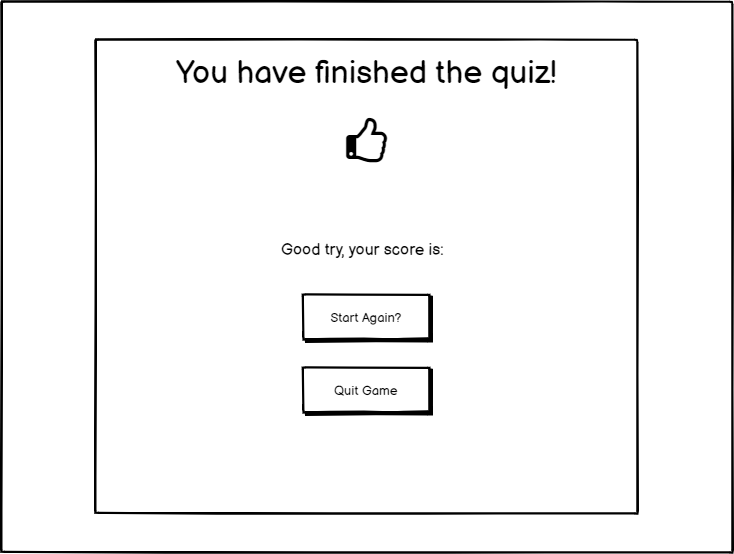 You have finished the quiz!
Good try, your score is:
Start Again?
Quit Game